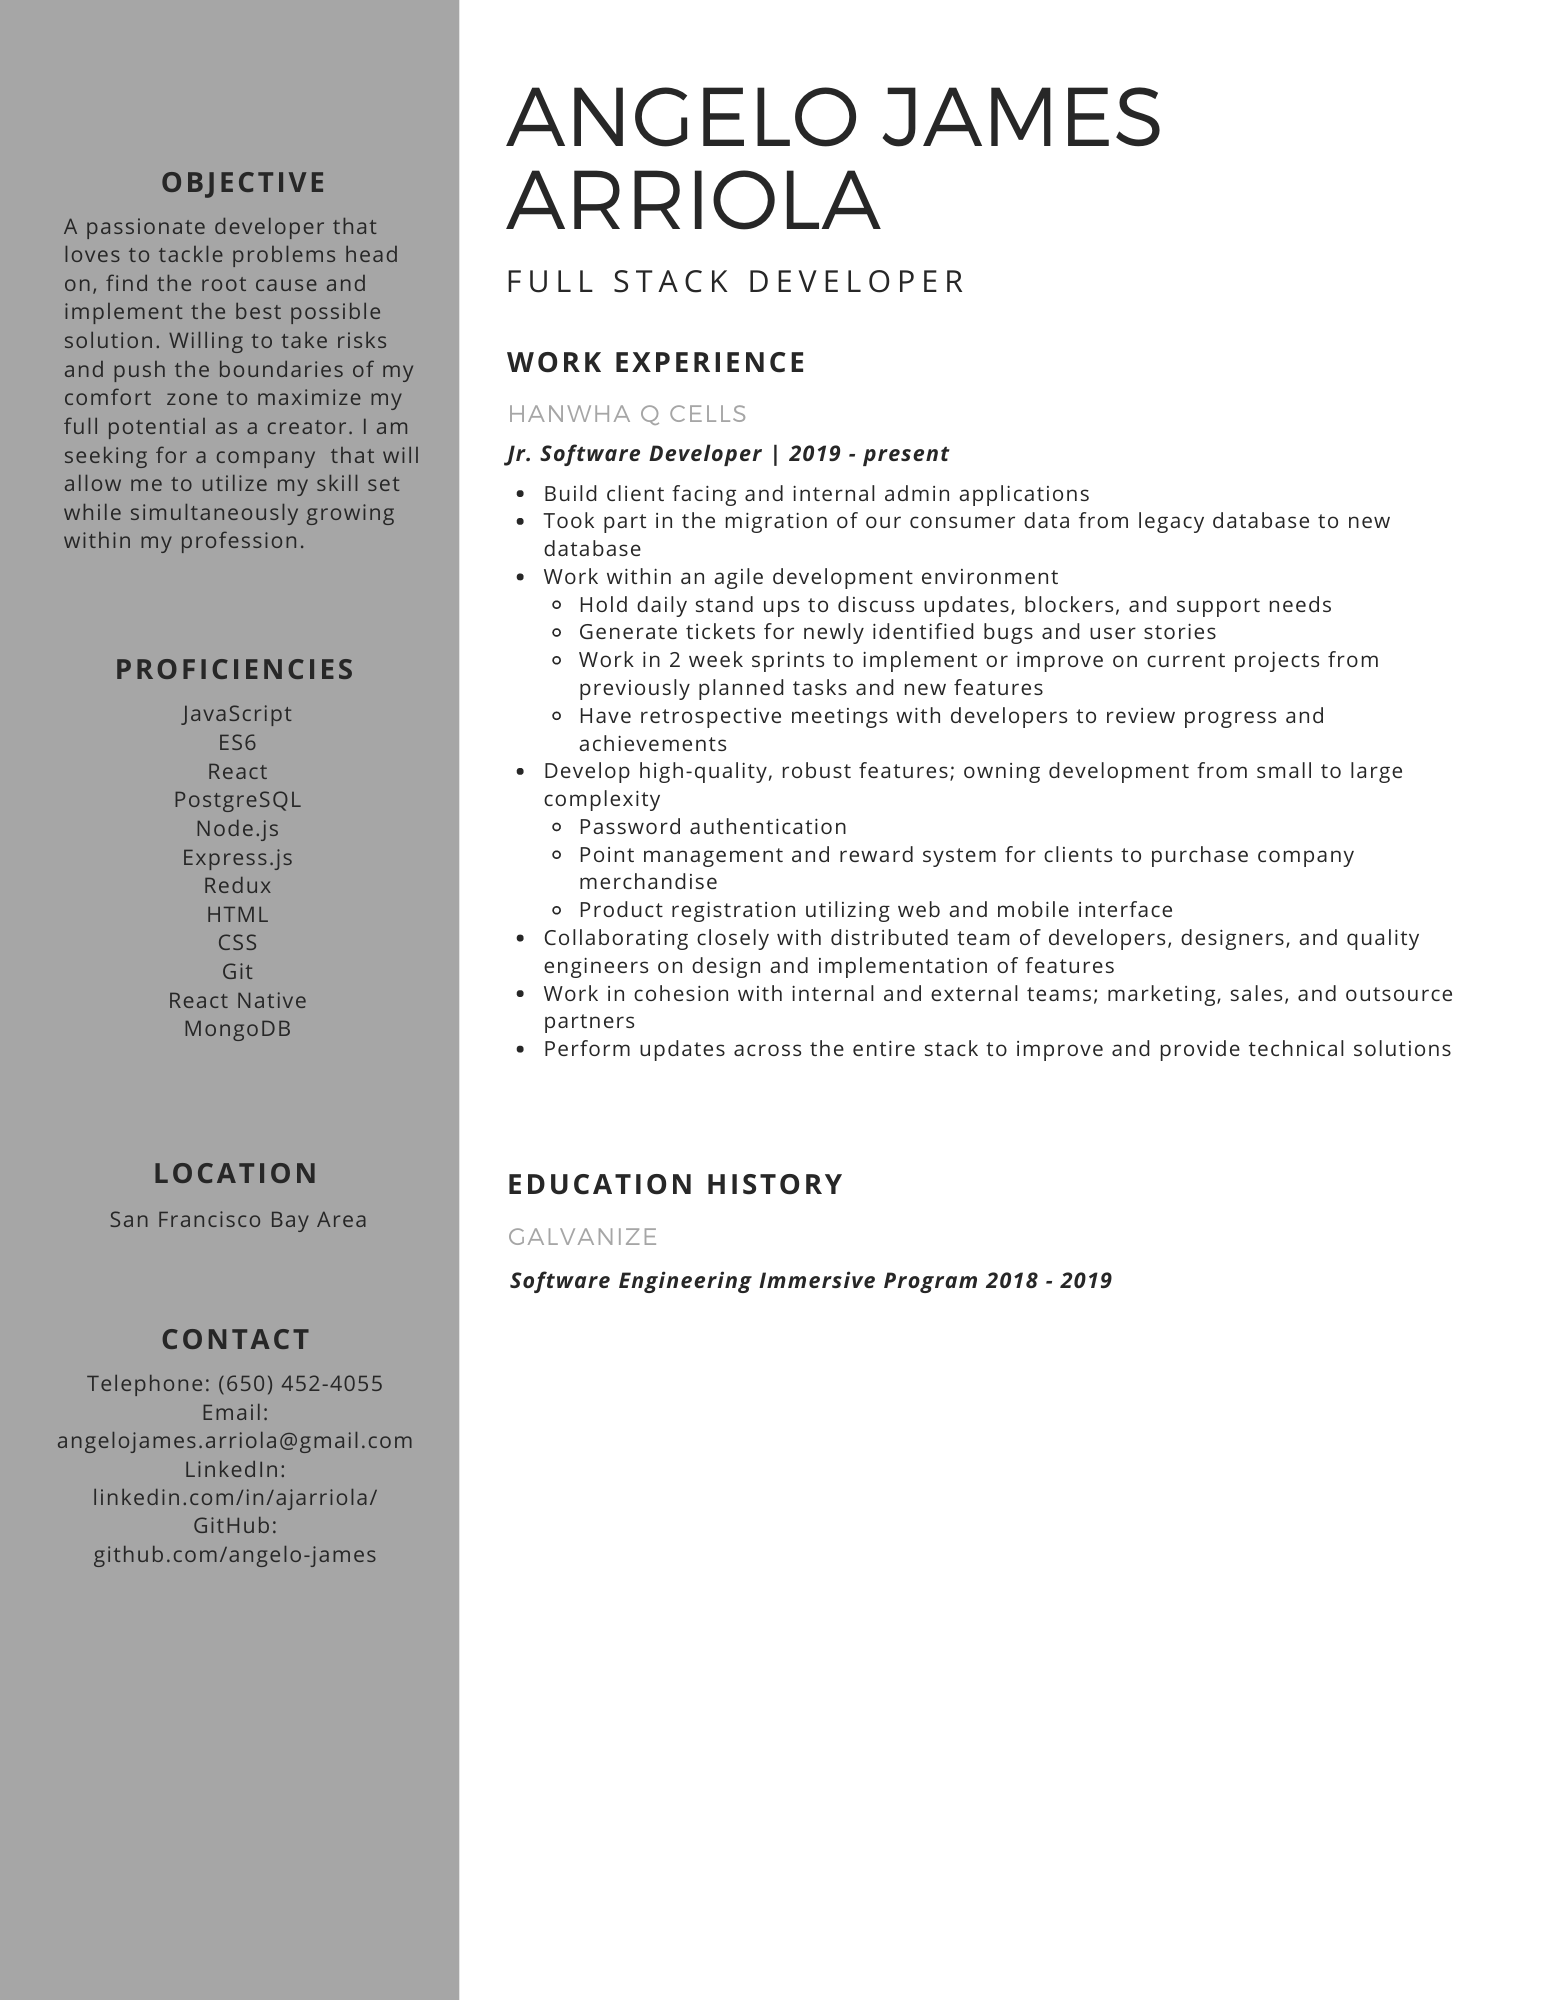 OBJECTIVE
A passionate developer that
loves to tackle problems head
on, find the root cause and
implement the best possible
solution. Willing to take risks
and push the boundaries of my
comfort  zone to maximize my
full potential as a creator. I am
seeking for a company  that will
allow me to utilize my skill set
while simultaneously growing
within my profession.
PROFICIENCIES
JavaScript
ES6
React
PostgreSQL
Node.js
Express.js
Redux
HTML
CSS
Git
React Native
MongoDB
LOCATION
San Francisco Bay Area
CONTACT
Telephone: (650) 452-4055
Email:
angelojames.arriola@gmail.com
LinkedIn:
linkedin.com/in/ajarriola/
GitHub:
github.com/angelo-james
ANGELO JAMES
ARRIOLA
FULL STACK DEVELOPER
WORK EXPERIENCE
HANWHA Q CELLS
Jr. Software Developer | 2019 - present
• Build client facing and internal admin applications
• Took part in the migration of our consumer data from legacy database to new
database
• Work within an agile development environment
◦ Hold daily stand ups to discuss updates, blockers, and support needs
◦ Generate tickets for newly identified bugs and user stories
◦ Work in 2 week sprints to implement or improve on current projects from
previously planned tasks and new features
◦ Have retrospective meetings with developers to review progress and
achievements
• Develop high-quality, robust features; owning development from small to large
complexity
◦ Password authentication
◦ Point management and reward system for clients to purchase company
merchandise
◦ Product registration utilizing web and mobile interface
• Collaborating closely with distributed team of developers, designers, and quality
engineers on design and implementation of features
• Work in cohesion with internal and external teams; marketing, sales, and outsource
partners
• Perform updates across the entire stack to improve and provide technical solutions
EDUCATION HISTORY
GALVANIZE
Software Engineering Immersive Program 2018 - 2019